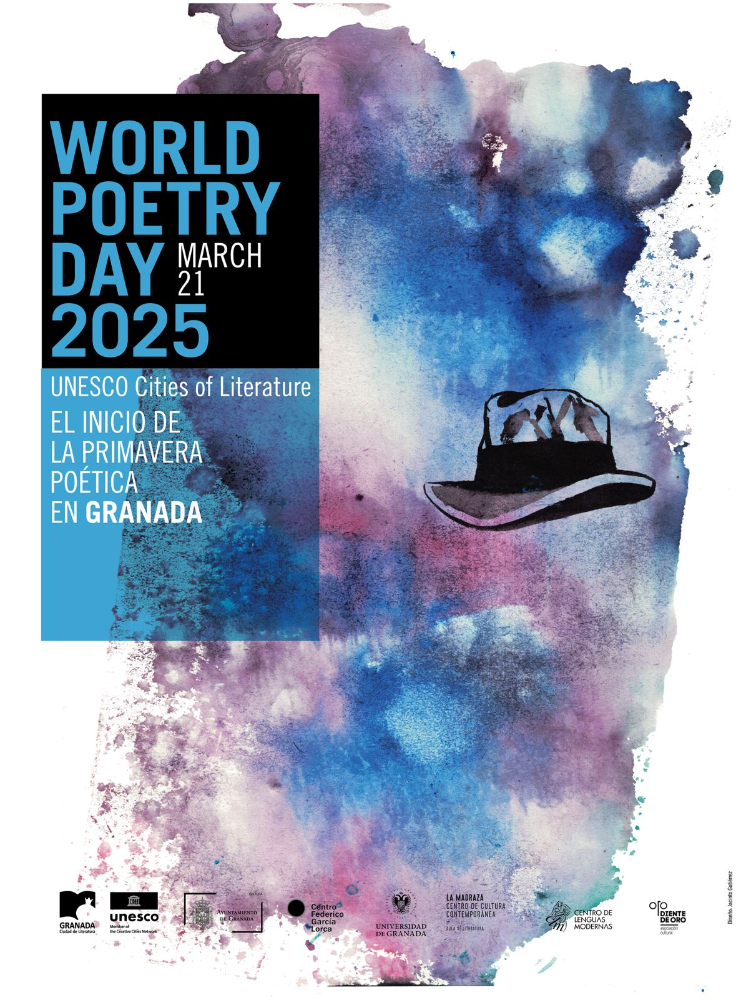 WORLD
POETRY
DAY MARCH
21
2025
UNESCO Cities of Literature
EL INICIO DE
LA PRIMAVERA
POÉTICA
EN GRANADA
GRANADA
Ciudad de Literatura
unesco
Member of
the Creative Cities Network
CULTURA
AYUNTAMIENTO
DE GRANADA
Centro
Federico
García
Lorca
UNIVERSIDAD
DE GRANADA
LA MADRAZA
CENTRO DE CULTURA
CONTEMPORÁNEA
AULA DE LITERATURA
CENTRO DE
LENGUAS
MODERNAS
DIENTE
DE ORO
asociación
cultural
Diseño: Jacinto Gutiérrez